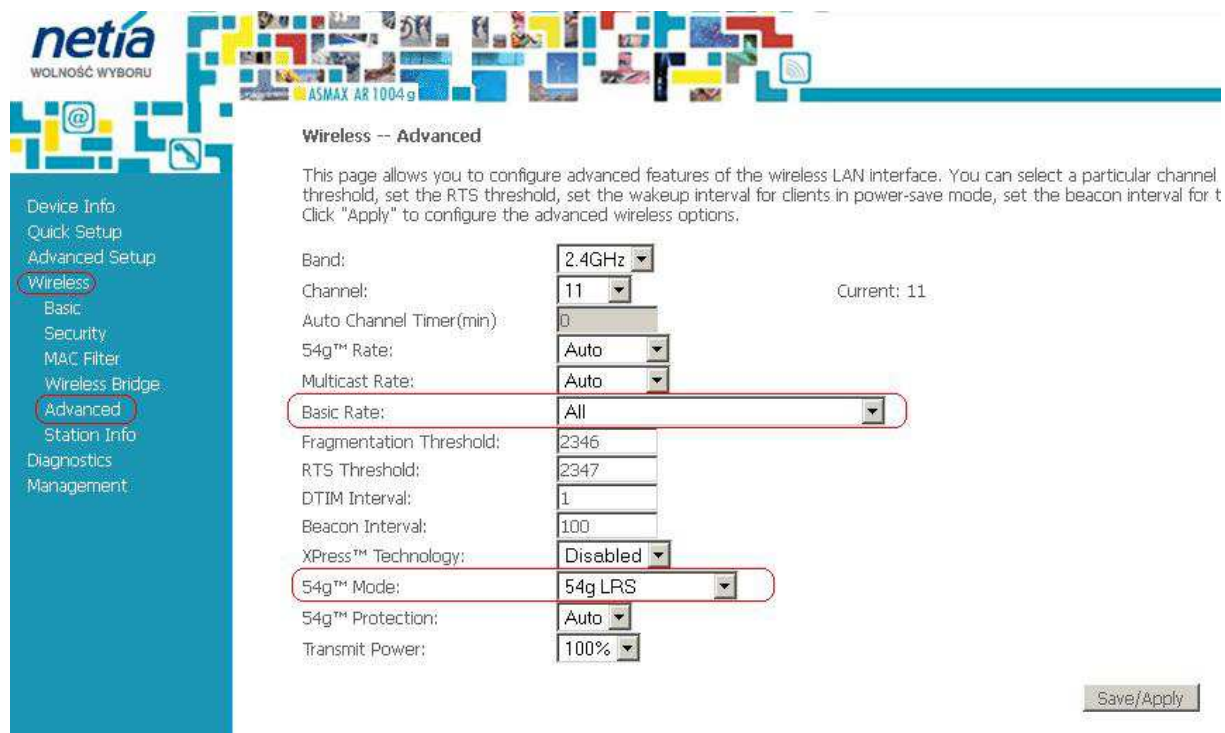 netia
WOLNOŚĆ WYBORU
ASMAX AR 1004 g
@
Device Info
Quick Setup
Advanced Setup
Wireless
Basic
Security
MAC Filter
Wireless Bridge
Advanced
Station Info
Diagnostics
Management
Wireless -- Advanced
This page allows you to configure advanced features of the wireless LAN interface. You can select a particular channel
threshold, set the RTS threshold, set the wakeup interval for clients in power-save mode, set the beacon interval for t
Click "Apply" to configure the advanced wireless options.
Band: 2.4GHz
Channel: 11 Current: 11
Auto Channel Timer(min) 0
54g™ Rate: Auto
Multicast Rate: Auto
Basic Rate: All
Fragmentation Threshold: 2346
RTS Threshold: 2347
DTIM Interval: 1
Beacon Interval: 100
XPress™ Technology: Disabled
54g™ Mode: 54g LRS
54g™ Protection: Auto
Transmit Power: 100%
Save/Apply